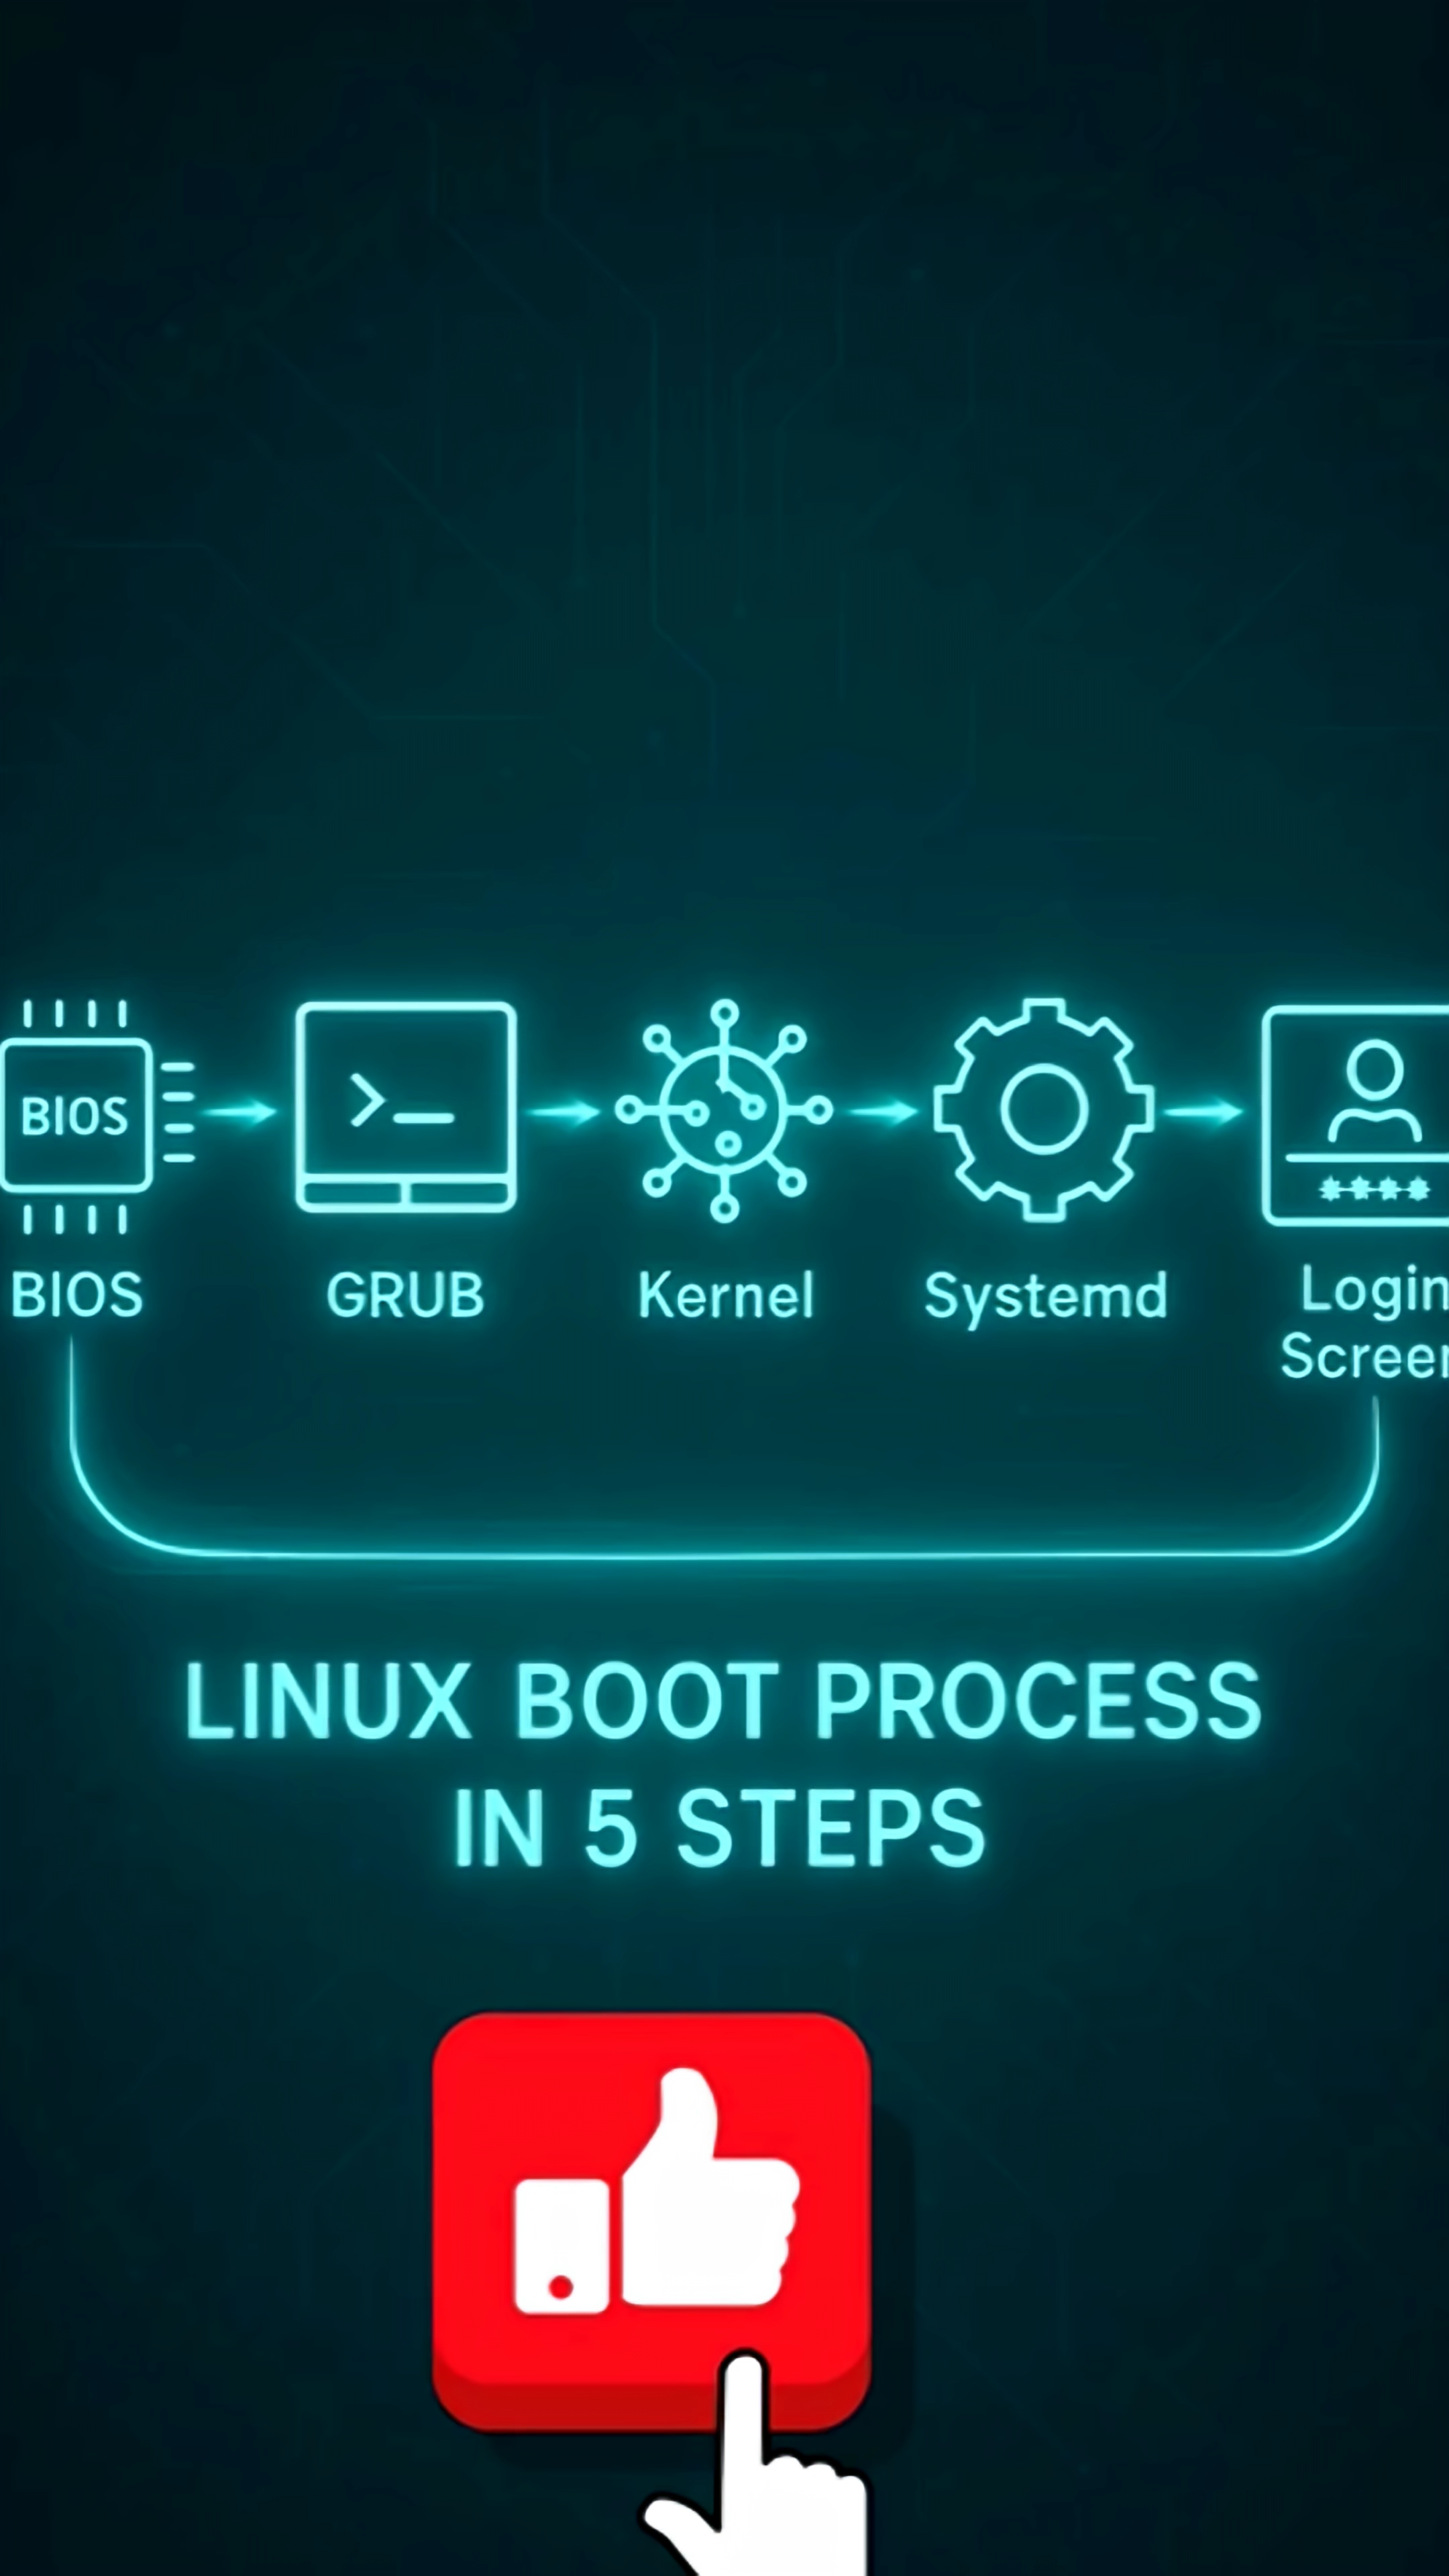 BIOS
>_
****
BIOS
GRUB
Kernel
Systemd
Login
Screen
LINUX BOOT PROCESS
IN 5 STEPS